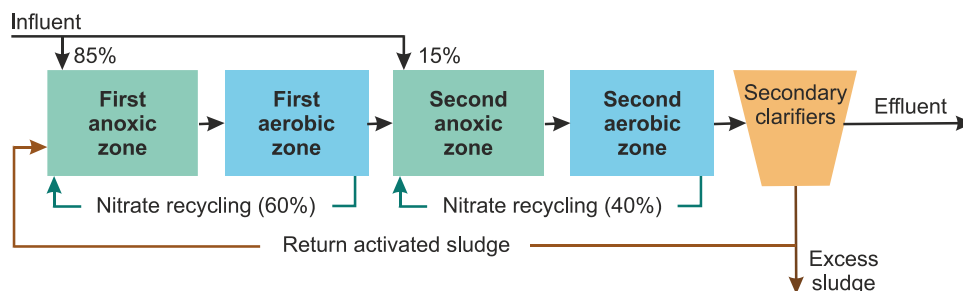 Influent
85%
15%
First
anoxic
zone
First
aerobic
zone
Second
anoxic
zone
Second
aerobic
zone
Secondary
clarifiers
Effluent
Nitrate recycling (60%)
Nitrate recycling (40%)
Return activated sludge
Excess
sludge